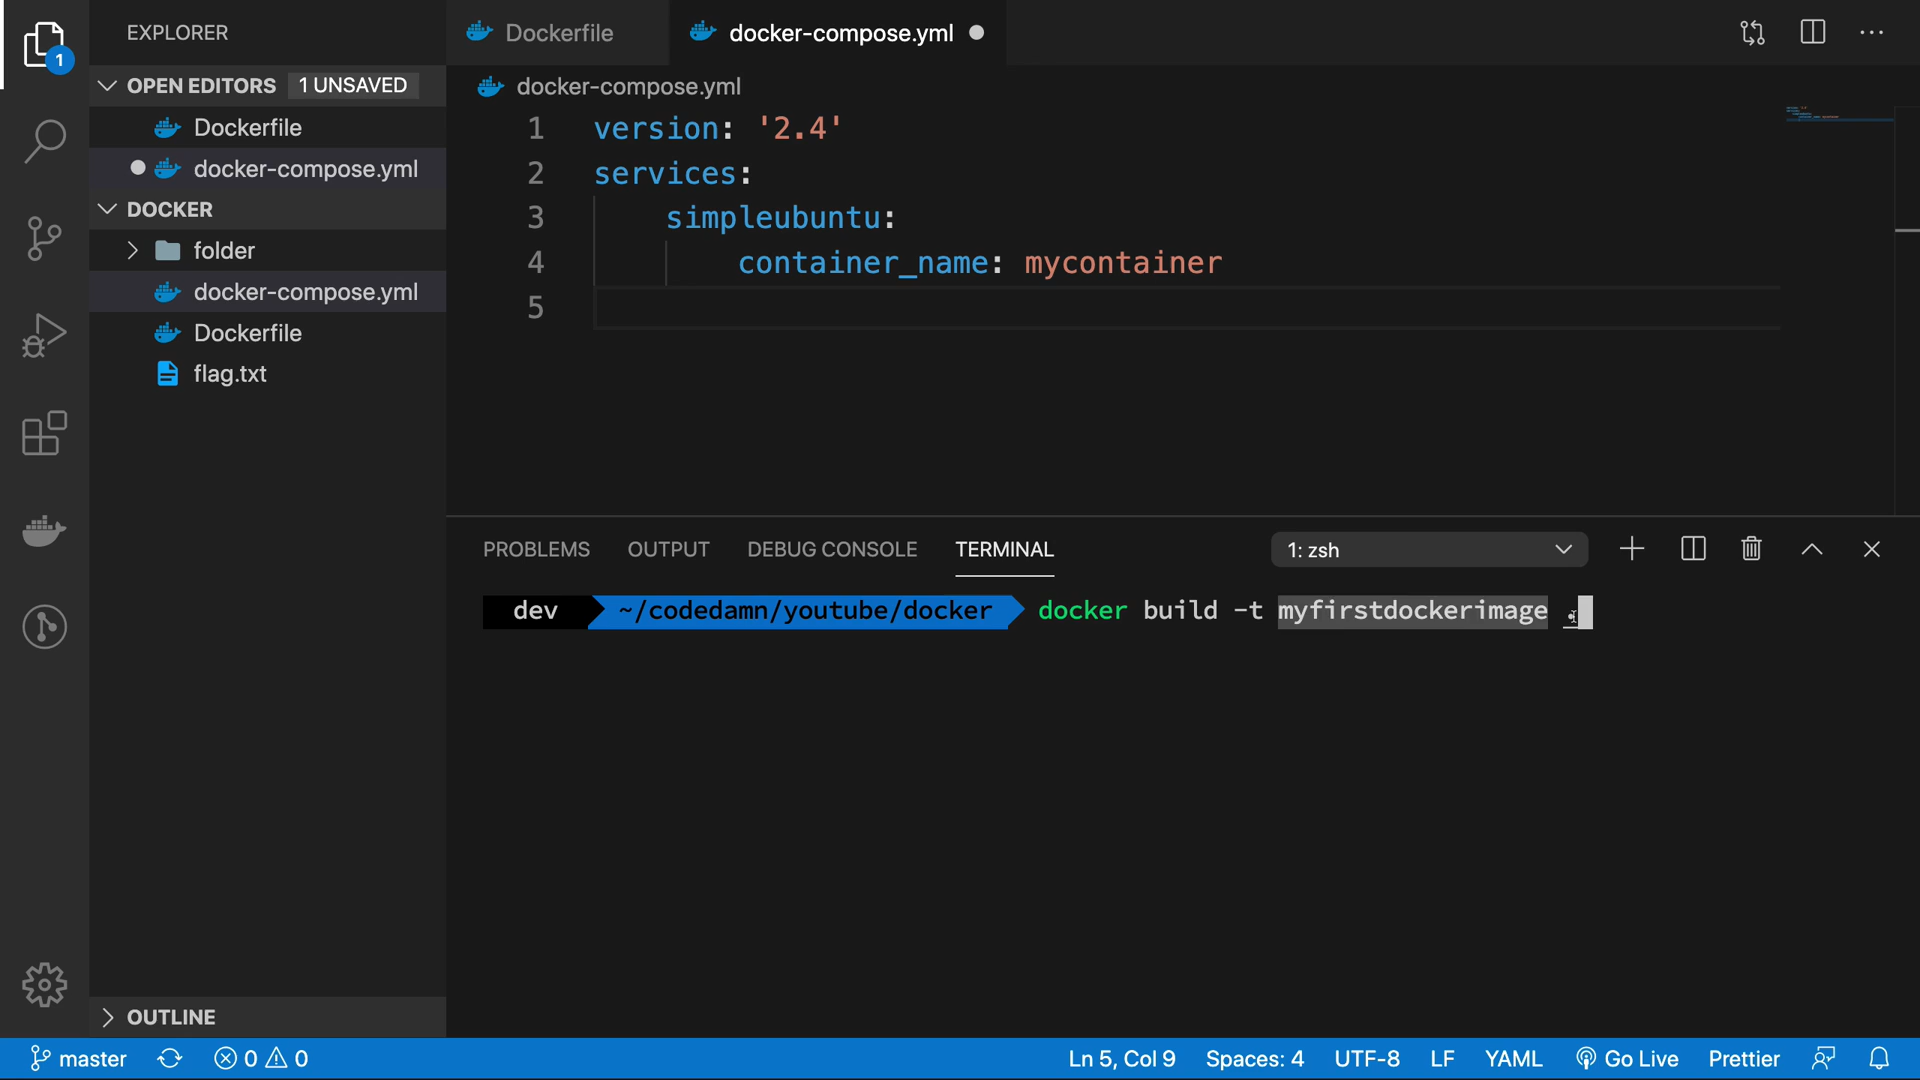 EXPLORER
OPEN EDITORS 1 UNSAVED
Dockerfile
docker-compose.yml
DOCKER
folder
docker-compose.yml
Dockerfile
flag.txt
OUTLINE
1
Dockerfile
docker-compose.yml
docker-compose.yml
1 version: '2.4'
2 services:
3     simpleubuntu:
4         container_name: mycontainer
5
PROBLEMS OUTPUT DEBUG CONSOLE TERMINAL 1: zsh
dev ~/codedamn/youtube/docker docker build -t myfirstdockerimage .
master 0 0 Ln 5, Col 9 Spaces: 4 UTF-8 LF YAML Go Live Prettier